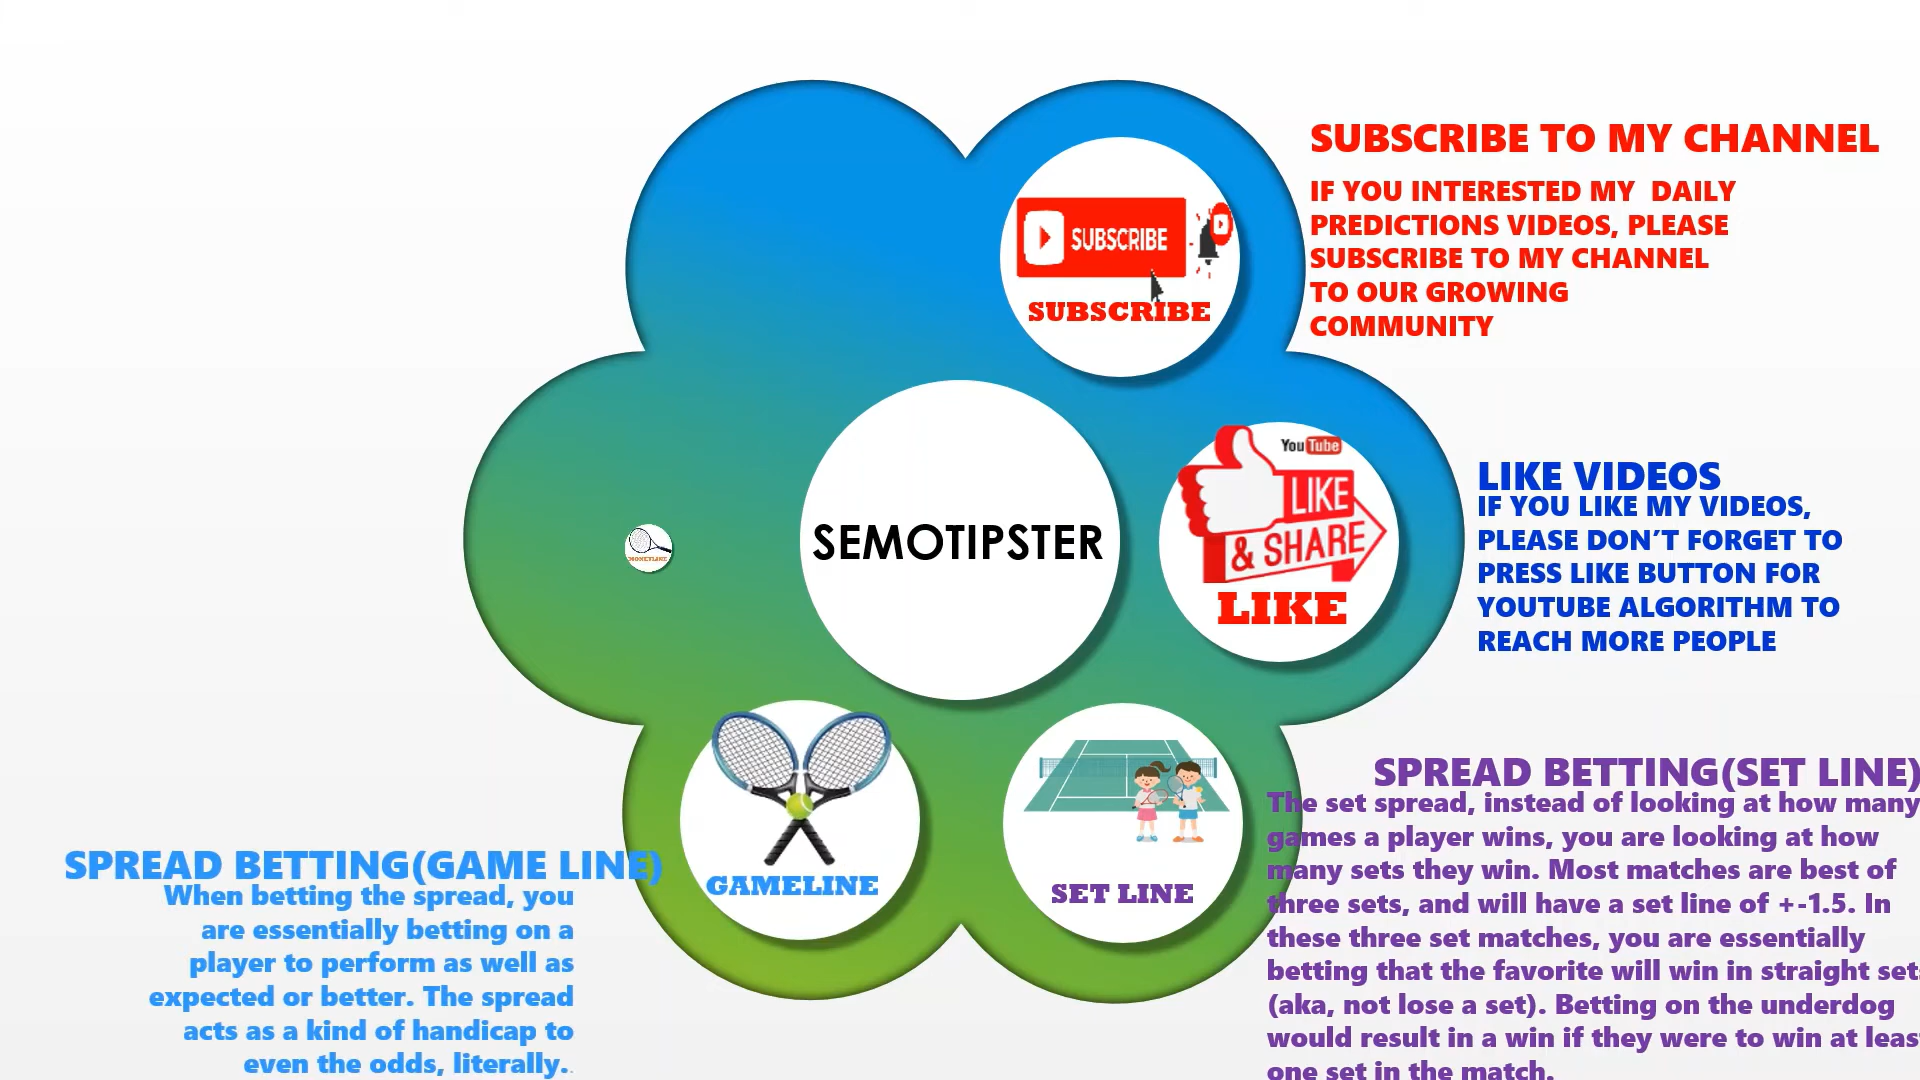 SUBSCRIBE TO MY CHANNEL
IF YOU INTERESTED MY DAILY
PREDICTIONS VIDEOS, PLEASE
SUBSCRIBE TO MY CHANNEL
TO OUR GROWING
COMMUNITY
SUBSCRIBE
SUBSCRIBE
YouTube
LIKE
& SHARE
LIKE
LIKE VIDEOS
IF YOU LIKE MY VIDEOS,
PLEASE DON’T FORGET TO
PRESS LIKE BUTTON FOR
YOUTUBE ALGORITHM TO
REACH MORE PEOPLE
SEMOTIPSTER
MONEYLINE
GAMELINE
SET LINE
SPREAD BETTING(SET LINE)
The set spread, instead of looking at how many
games a player wins, you are looking at how
many sets they win. Most matches are best of
three sets, and will have a set line of +-1.5. In
these three set matches, you are essentially
betting that the favorite will win in straight set
(aka, not lose a set). Betting on the underdog
would result in a win if they were to win at leas
one set in the match.
SPREAD BETTING(GAME LINE)
When betting the spread, you
are essentially betting on a
player to perform as well as
expected or better. The spread
acts as a kind of handicap to
even the odds, literally..